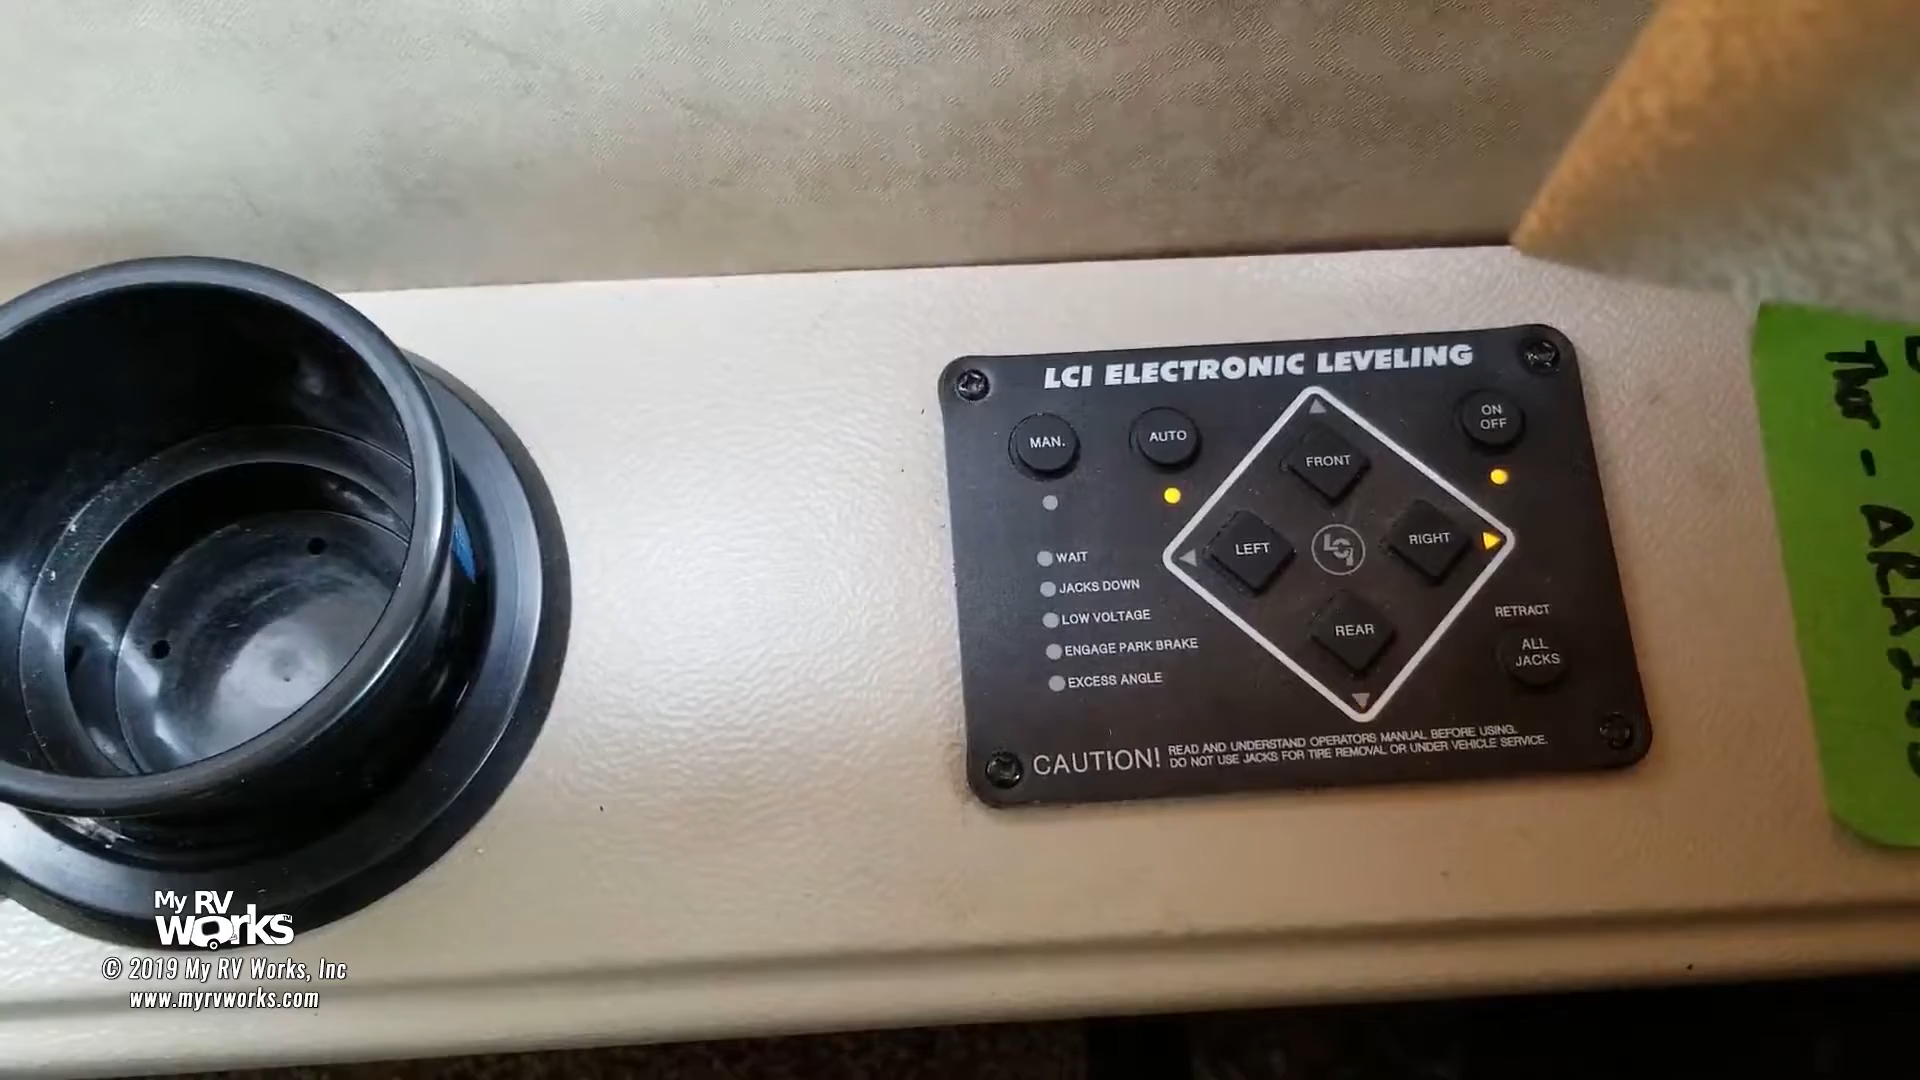 LCI ELECTRONIC LEVELING
MAN.
AUTO
ON
OFF
FRONT
LEFT
RIGHT
REAR
WAIT
JACKS DOWN
LOW VOLTAGE
ENGAGE PARK BRAKE
EXCESS ANGLE
RETRACT
ALL
JACKS
CAUTION!
READ AND UNDERSTAND OPERATORS MANUAL BEFORE USING.
DO NOT USE JACKS FOR TIRE REMOVAL OR UNDER VEHICLE SERVICE.
My RV
works™
© 2019 My RV Works, Inc
www.myrvworks.com